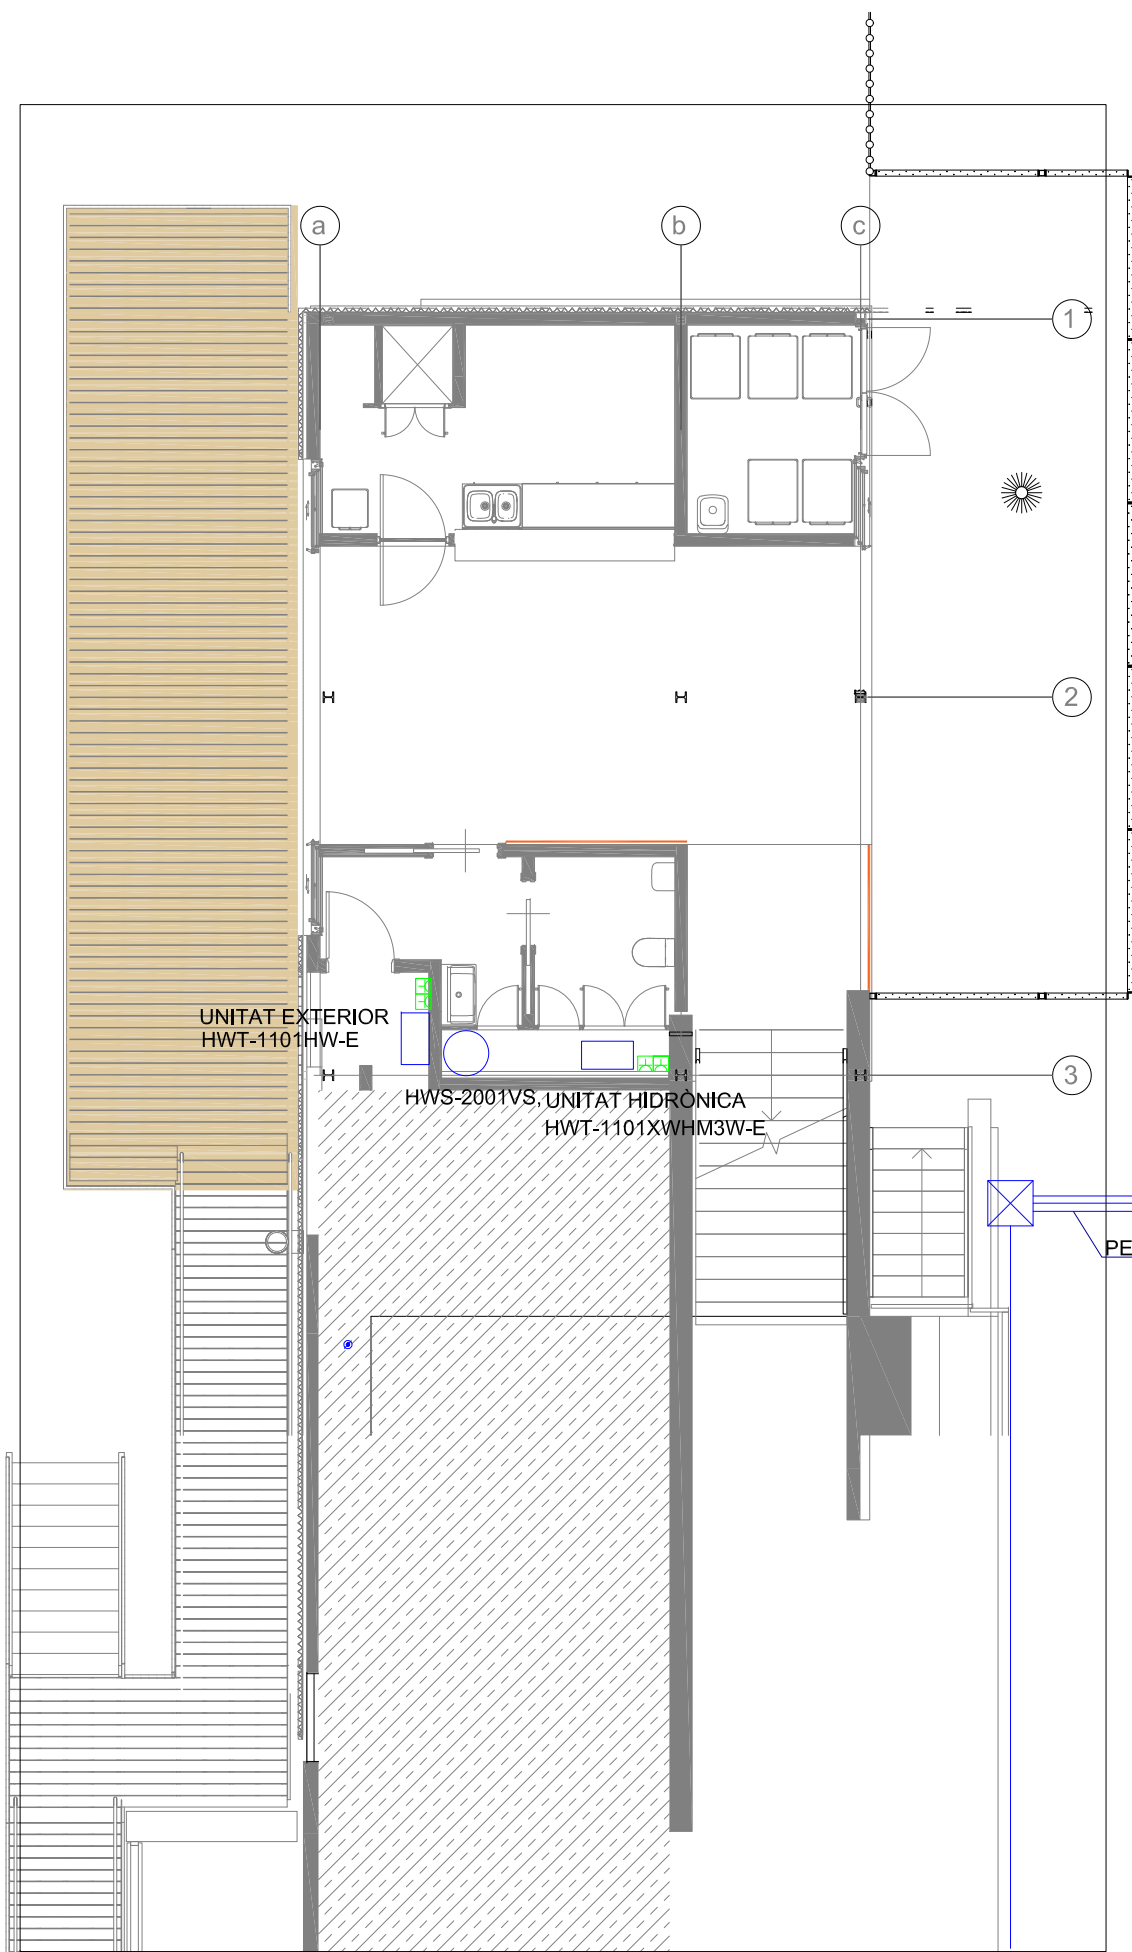 a
b
c
1
2
UNITAT EXTERIOR
HWT-1101HW-E
3
HWS-2001VS,
UNITAT HIDRÒNICA
HWT-1101XWHM3W-E
PE